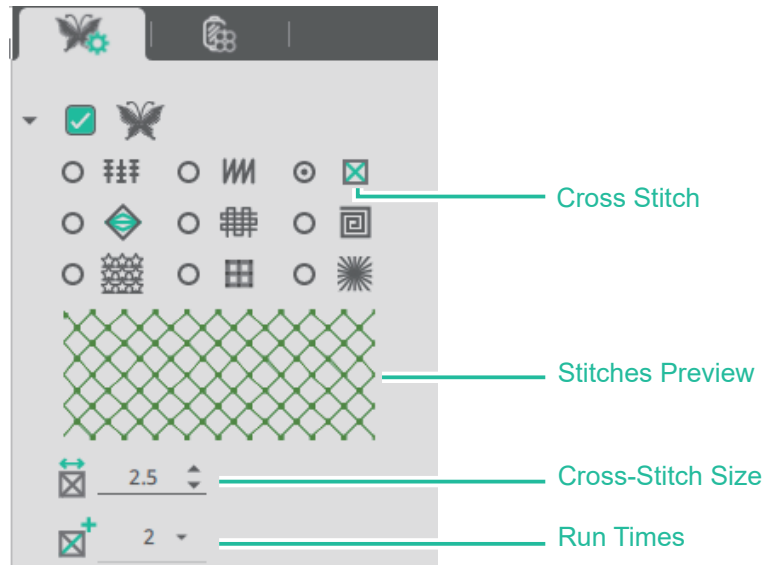 Cross Stitch
Stitches Preview
2.5
Cross-Stitch Size
2
Run Times